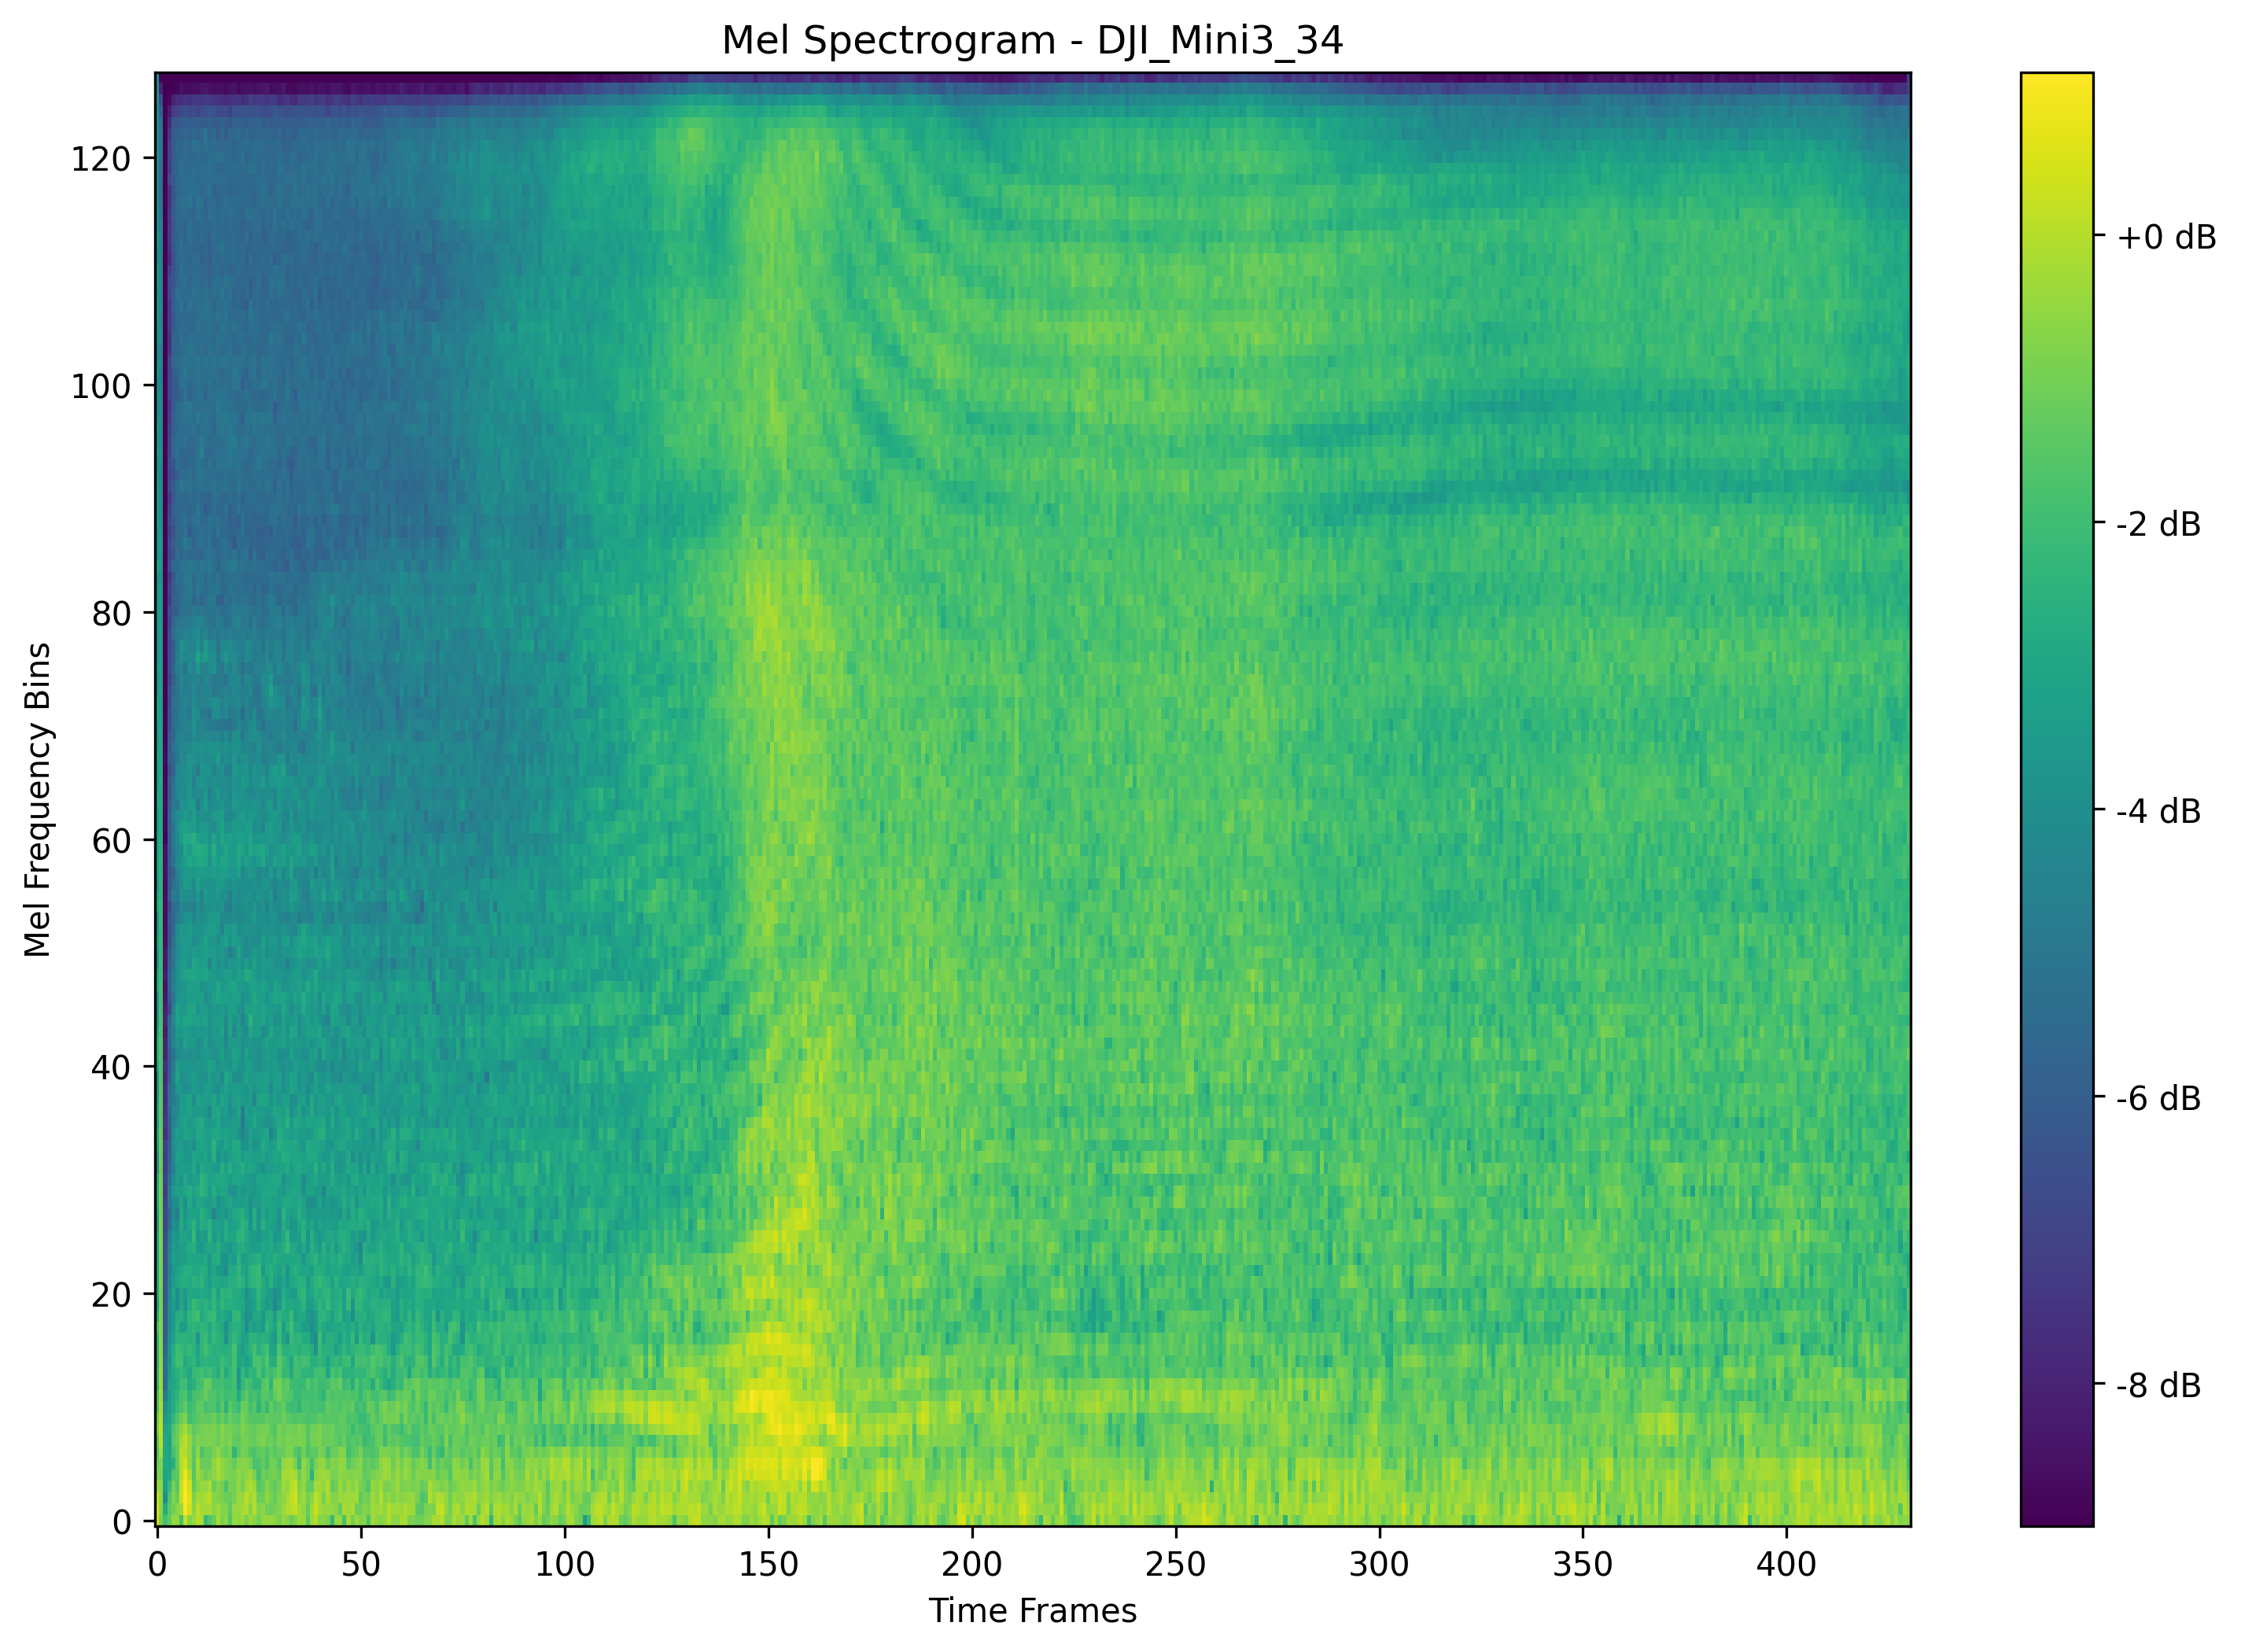 Mel Spectrogram - DJI_Mini3_34
Mel Frequency Bins
120
100
80
60
40
20
0
0 50 100 150 200 250 300 350 400
Time Frames
+0 dB
-2 dB
-4 dB
-6 dB
-8 dB